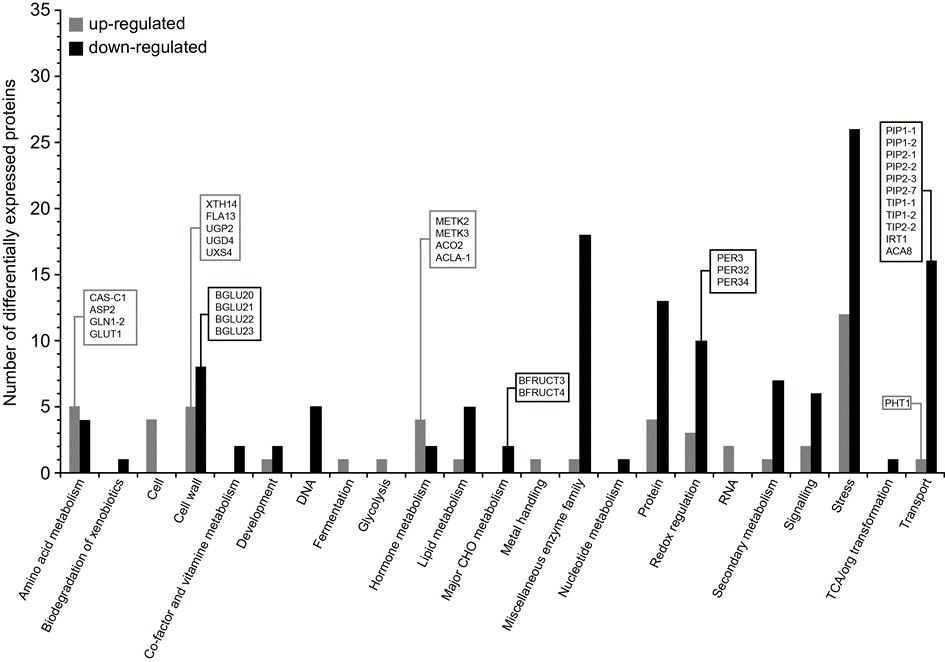 35
30
25
20
15
10
5
0
Number of differentially expressed proteins
up-regulated
down-regulated
CAS-C1
ASP2
GLN1-2
GLUT1
XTH14
FLA13
UGP2
UGD4
UXS4
BGLU20
BGLU21
BGLU22
BGLU23
METK2
METK3
ACO2
ACLA-1
BFRUCT3
BFRUCT4
PER3
PER32
PER34
PIP1-1
PIP1-2
PIP2-1
PIP2-2
PIP2-3
PIP2-7
TIP1-1
TIP1-2
TIP2-2
IRT1
ACA8
PHT1
Amino acid metabolism
Biodegradation of xenobiotics
Cell
Cell wall
Co-factor and vitamine metabolism
Development
DNA
Fermentation
Glycolysis
Hormone metabolism
Lipid metabolism
Major CHO metabolism
Metal handling
Miscellaneous enzyme family
Nucleotide metabolism
Protein
Redox regulation
RNA
Secondary metabolism
Signalling
Stress
TCA/org transformation
Transport